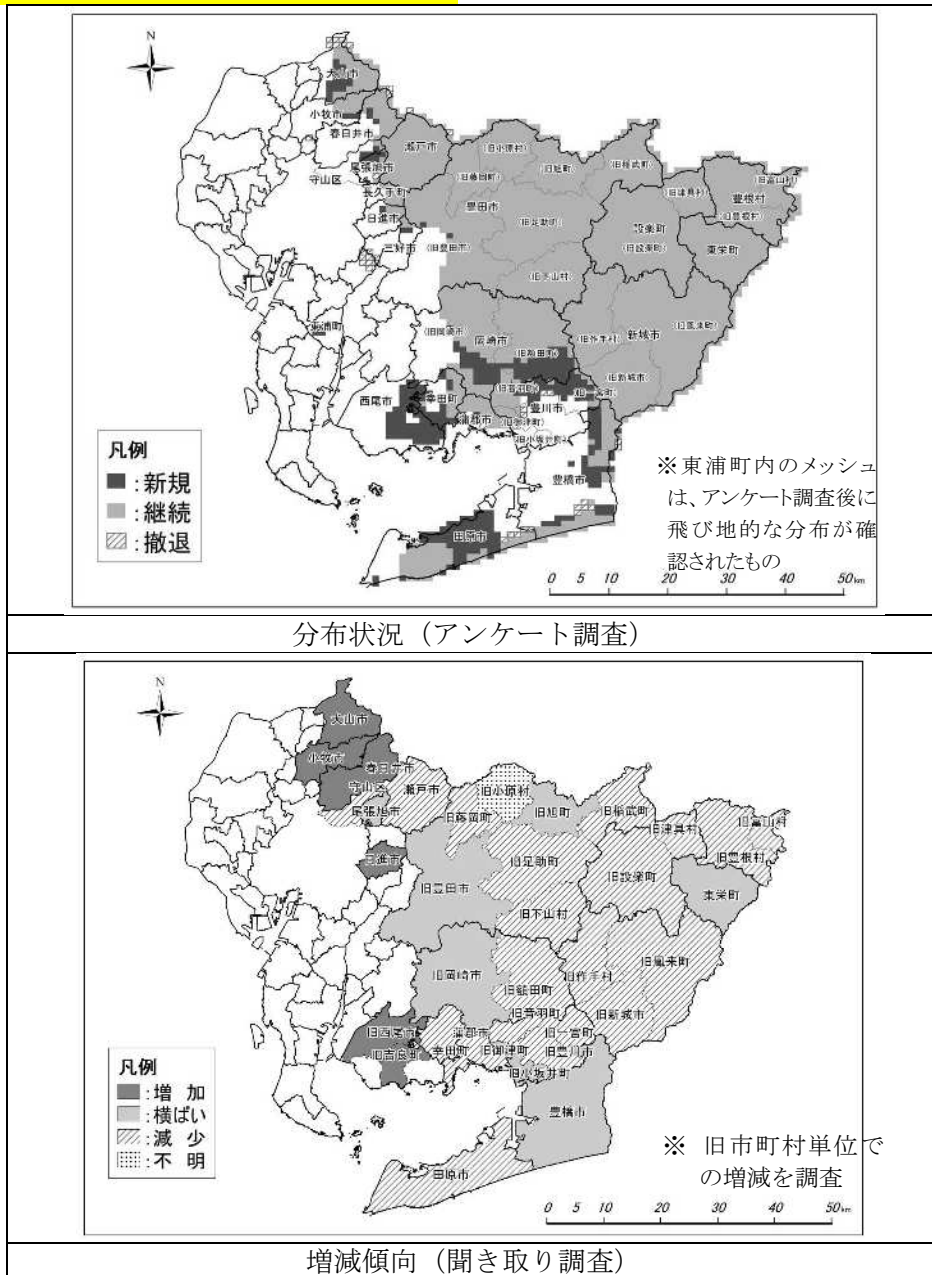 N
犬山市
小牧市
春日井市
瀬戸市
尾張旭市
守山区
長久手町
日進市
三好市
(旧小原村)
(旧藤岡町)
(旧旭町)
(旧稲武町)
豊田市
(旧足助町)
(旧豊田市)
(旧下山村)
(旧津具村)
(旧富山村)
豊根村
(旧豊根村)
設楽町
(旧設楽町)
東栄町
東浦町
(旧岡崎市)
岡崎市
(旧額田町)
(旧作手村)
新城市
(旧鳳来町)
(旧新城市)
西尾市
幸田町
(旧音羽町)
蒲郡市
(旧御津町)
豊川市
(旧小坂井町)
豊橋市
田原市
凡例
:新規
:継続
:撤退
※東浦町内のメッシュ
は、アンケート調査後に
飛び地的な分布が確
認されたもの
0 5 10 20 30 40 50km
分布状況(アンケート調査)
N
犬山市
小牧市
春日井市
守山区
瀬戸市
尾張旭市
日進市
旧小原村
旧藤岡町
旧旭町
旧稲武町
旧足助町
旧豊田市
旧下山村
旧津具村
旧富山村
旧豊根村
旧設楽町
東栄町
旧岡崎市
旧額田町
旧作手村
旧鳳来町
旧新城市
旧音羽町
旧一宮町
旧西尾市
旧吉良町
幸田町
蒲郡市
旧御津町
旧豊川市
旧小坂井町
豊橋市
田原市
凡例
:増 加
:横ばい
:減 少
:不 明
※ 旧市町村単位で
の増減を調査
0 5 10 20 30 40 50km
増減傾向(聞き取り調査)